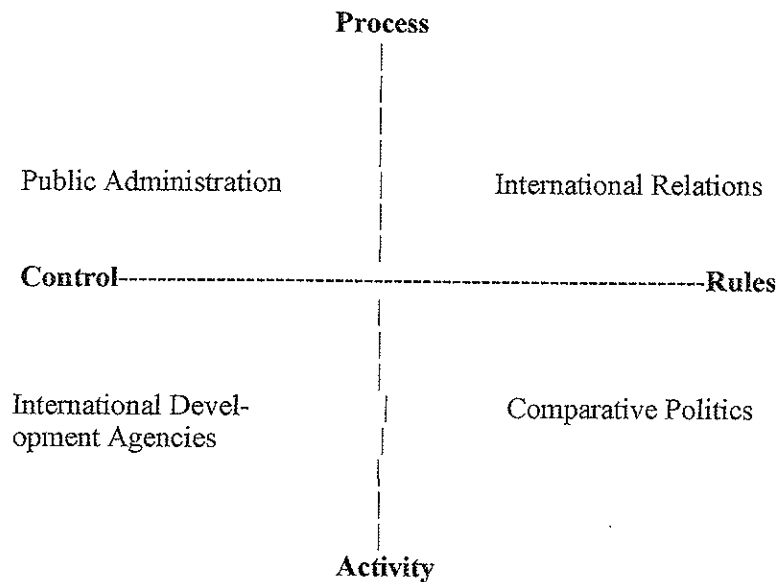 Process
Public Administration
International Relations
Control
Rules
International Devel-
opment Agencies
Comparative Politics
Activity